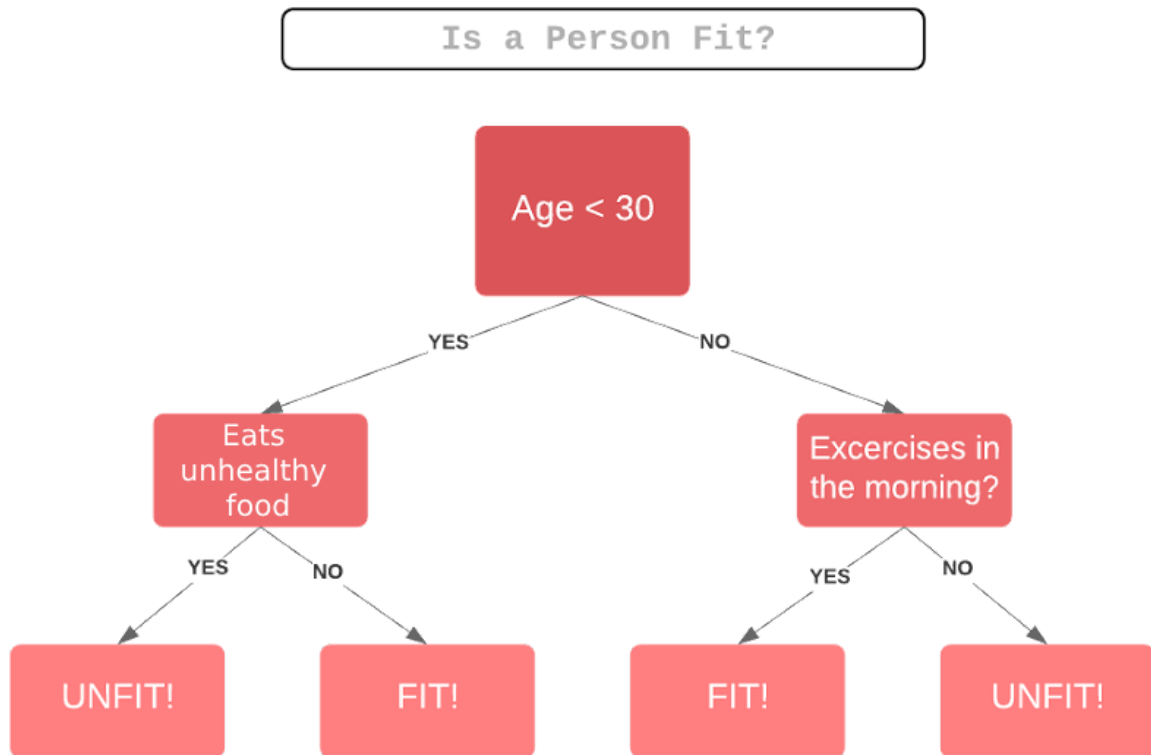 Is a Person Fit?
Age < 30
YES
NO
Eats
unhealthy
food
Excercises in
the morning?
YES
NO
YES
NO
UNFIT!
FIT!
FIT!
UNFIT!